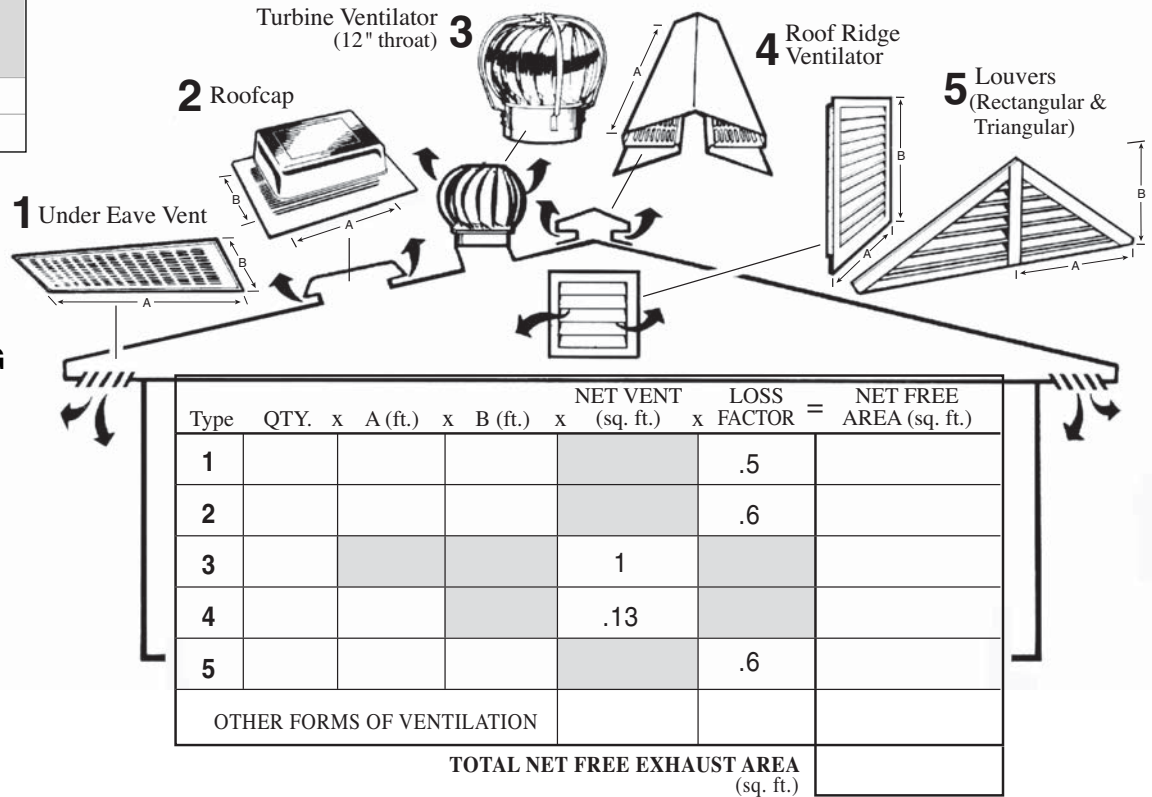 Turbine Ventilator
(12" throat) 3
4 Roof Ridge
Ventilator
5 Louvers
(Rectangular &
Triangular)
2 Roofcap
1 Under Eave Vent
A
B
A
B
A
A
B
A
B
G
Type QTY. x A (ft.) x B (ft.) x NET VENT (sq. ft.) x LOSS FACTOR = NET FREE AREA (sq. ft.)
1 .5
2 .6
3 1
4 .13
5 .6
OTHER FORMS OF VENTILATION
TOTAL NET FREE EXHAUST AREA
(sq. ft.)